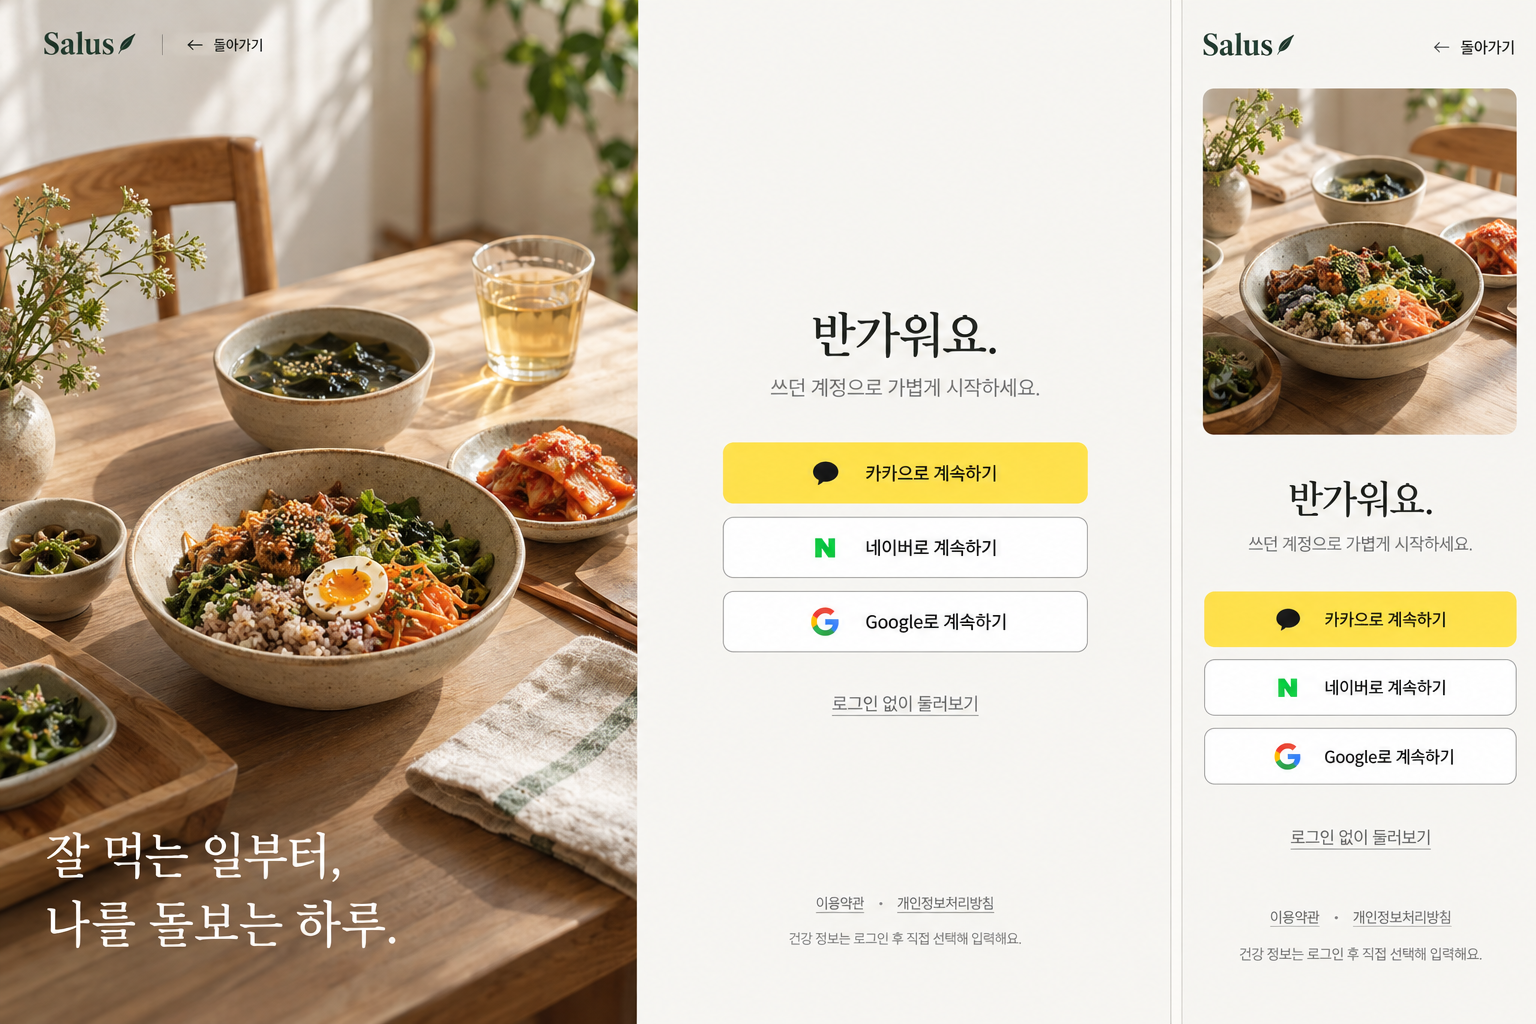 Salus
← 돌아가기
잘 먹는 일부터,
나를 돌보는 하루.
반가워요.
쓰던 계정으로 가볍게 시작하세요.
카카오로 계속하기
네이버로 계속하기
Google로 계속하기
로그인 없이 둘러보기
이용약관 • 개인정보처리방침
건강 정보는 로그인 후 직접 선택해 입력해요.
Salus
← 돌아가기
반가워요.
쓰던 계정으로 가볍게 시작하세요.
카카으로 계속하기
네이버로 계속하기
Google로 계속하기
로그인 없이 둘러보기
이용약관 • 개인정보처리방침
건강 정보는 로그인 후 직접 선택해 입력해요.